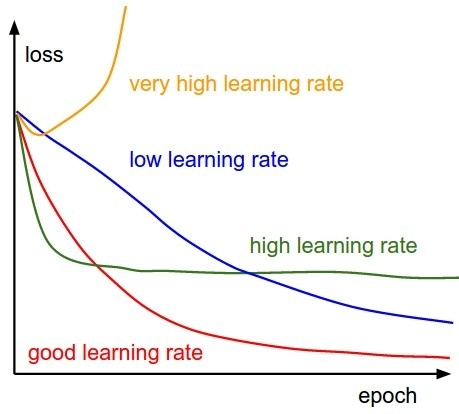 loss
very high learning rate
low learning rate
high learning rate
good learning rate
epoch